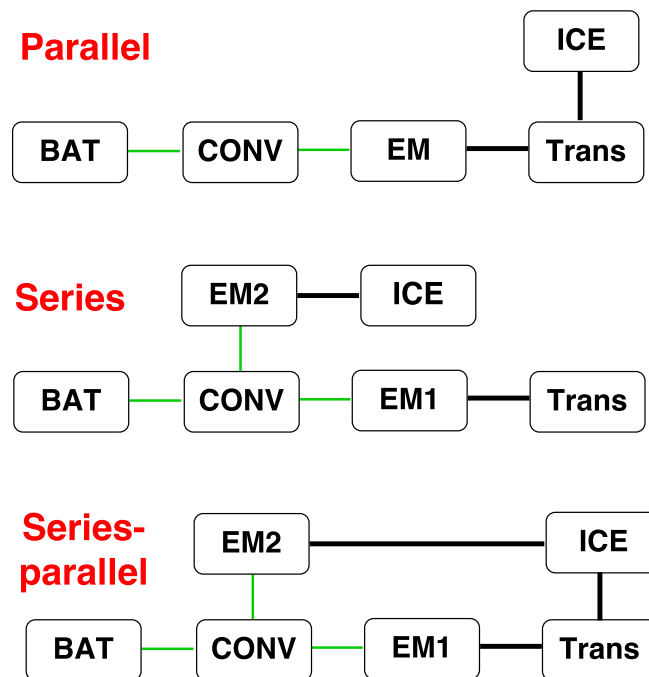 Parallel
ICE
BAT CONV EM Trans
Series
EM2 ICE
BAT CONV EM1 Trans
Series-
parallel
EM2 ICE
BAT CONV EM1 Trans